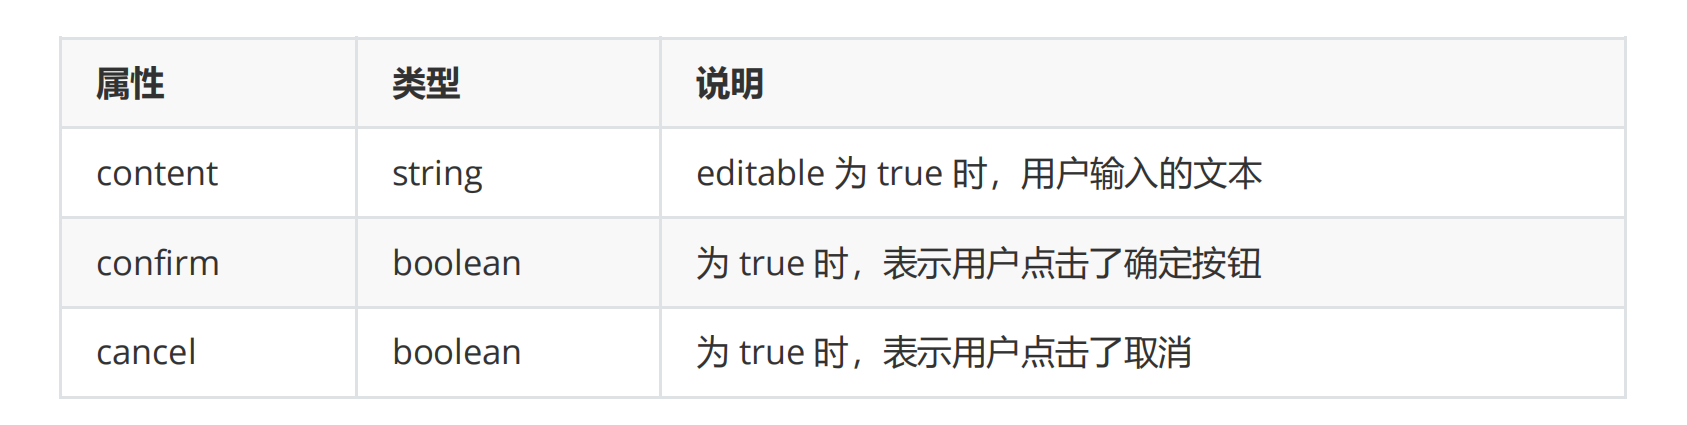 属性 类型 说明
content string editable 为 true 时，用户输入的文本
confirm boolean 为 true 时，表示用户点击了确定按钮
cancel boolean 为 true 时，表示用户点击了取消